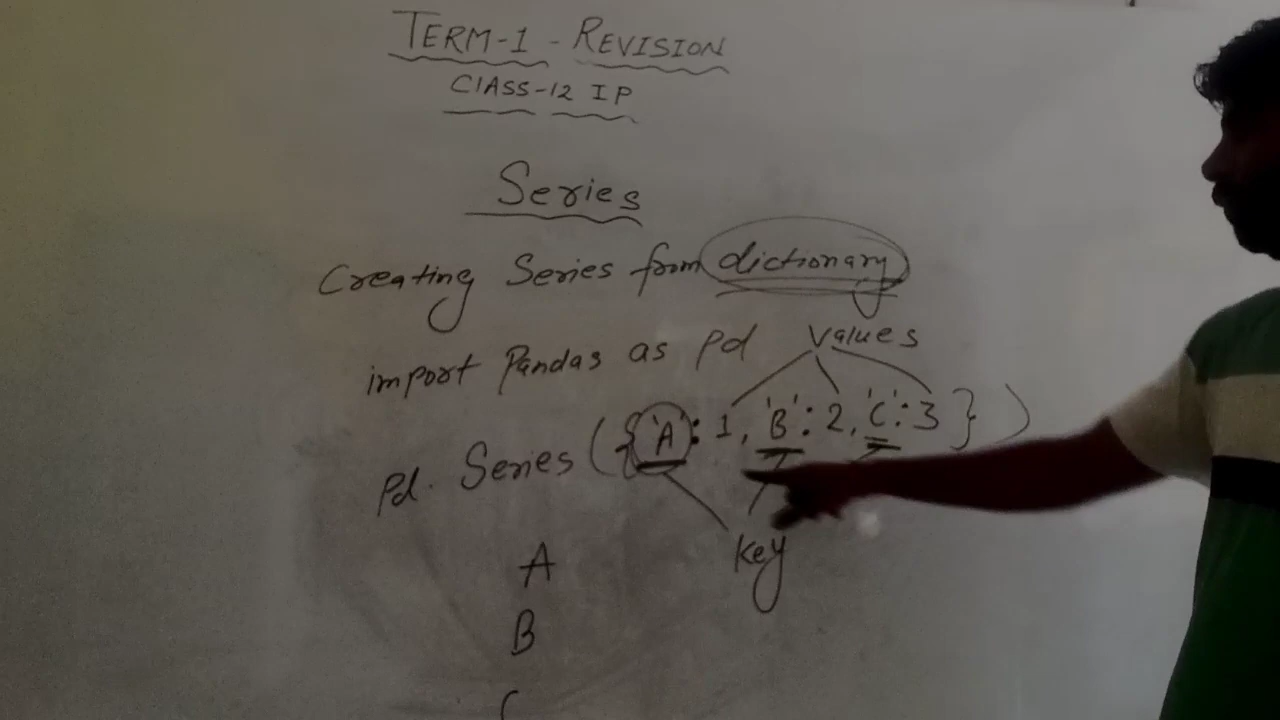 TERM-1 - REVISION
CLASS-12 IP
Series
Creating Series from dictionary
import Pandas as pd
values
Pd. Series ({'A': 1, 'B': 2, 'C': 3 } )
key
A
B
C